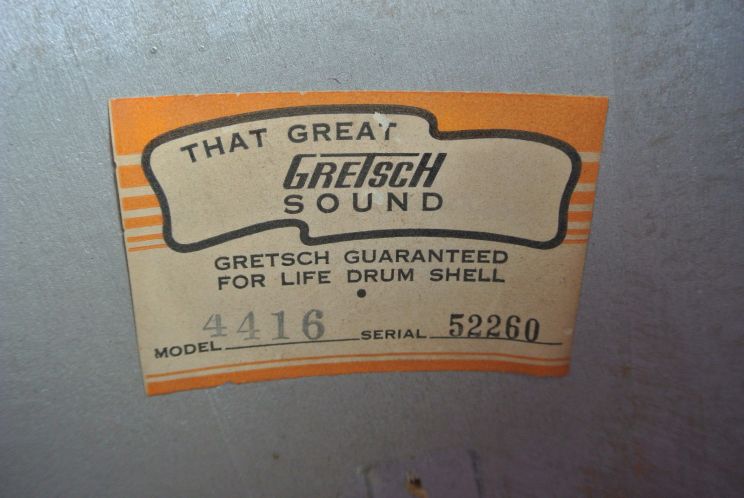 THAT GREAT
GRETSCH
SOUND
GRETSCH GUARANTEED
FOR LIFE DRUM SHELL
MODEL 4416 SERIAL 52260